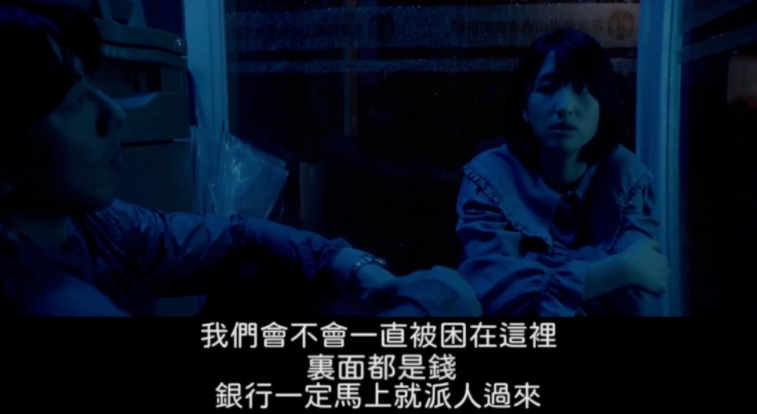 我們會不會一直被困在這裡
裏面都是錢
銀行一定馬上就派人過來